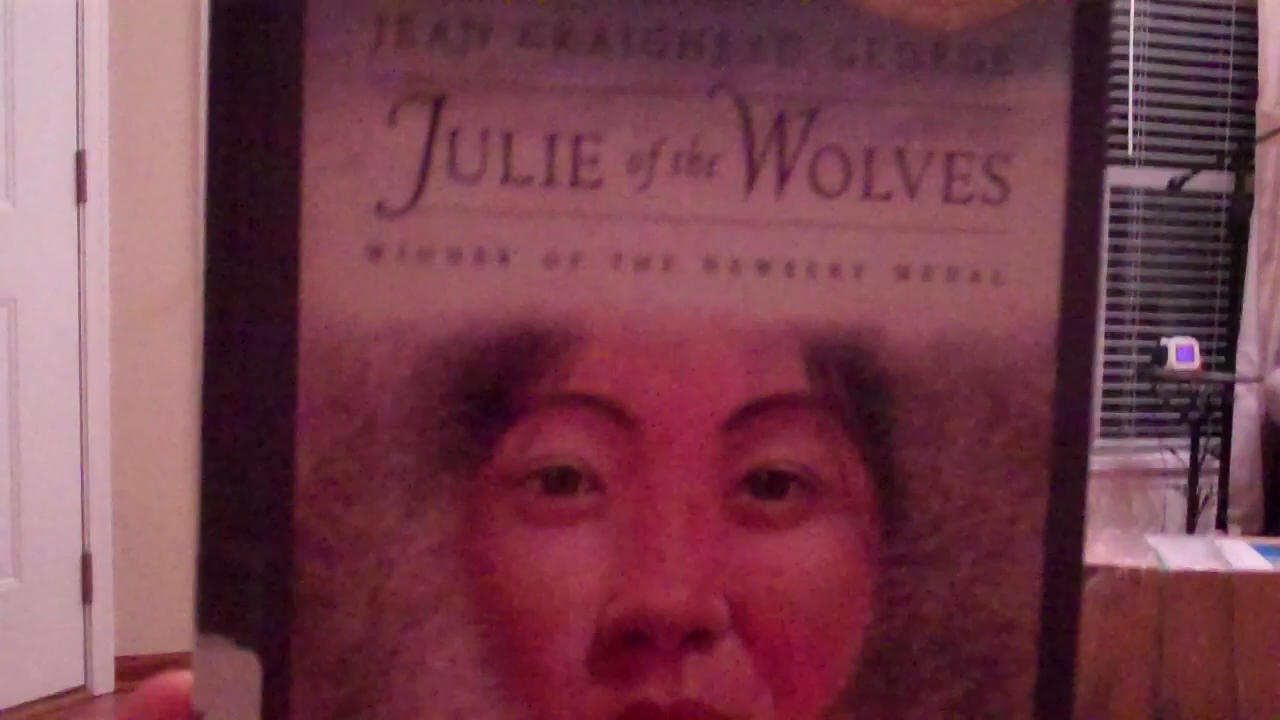 JEAN CRAIGHEAD GEORGE
JULIE of the WOLVES
WINNER OF THE NEWBERY MEDAL